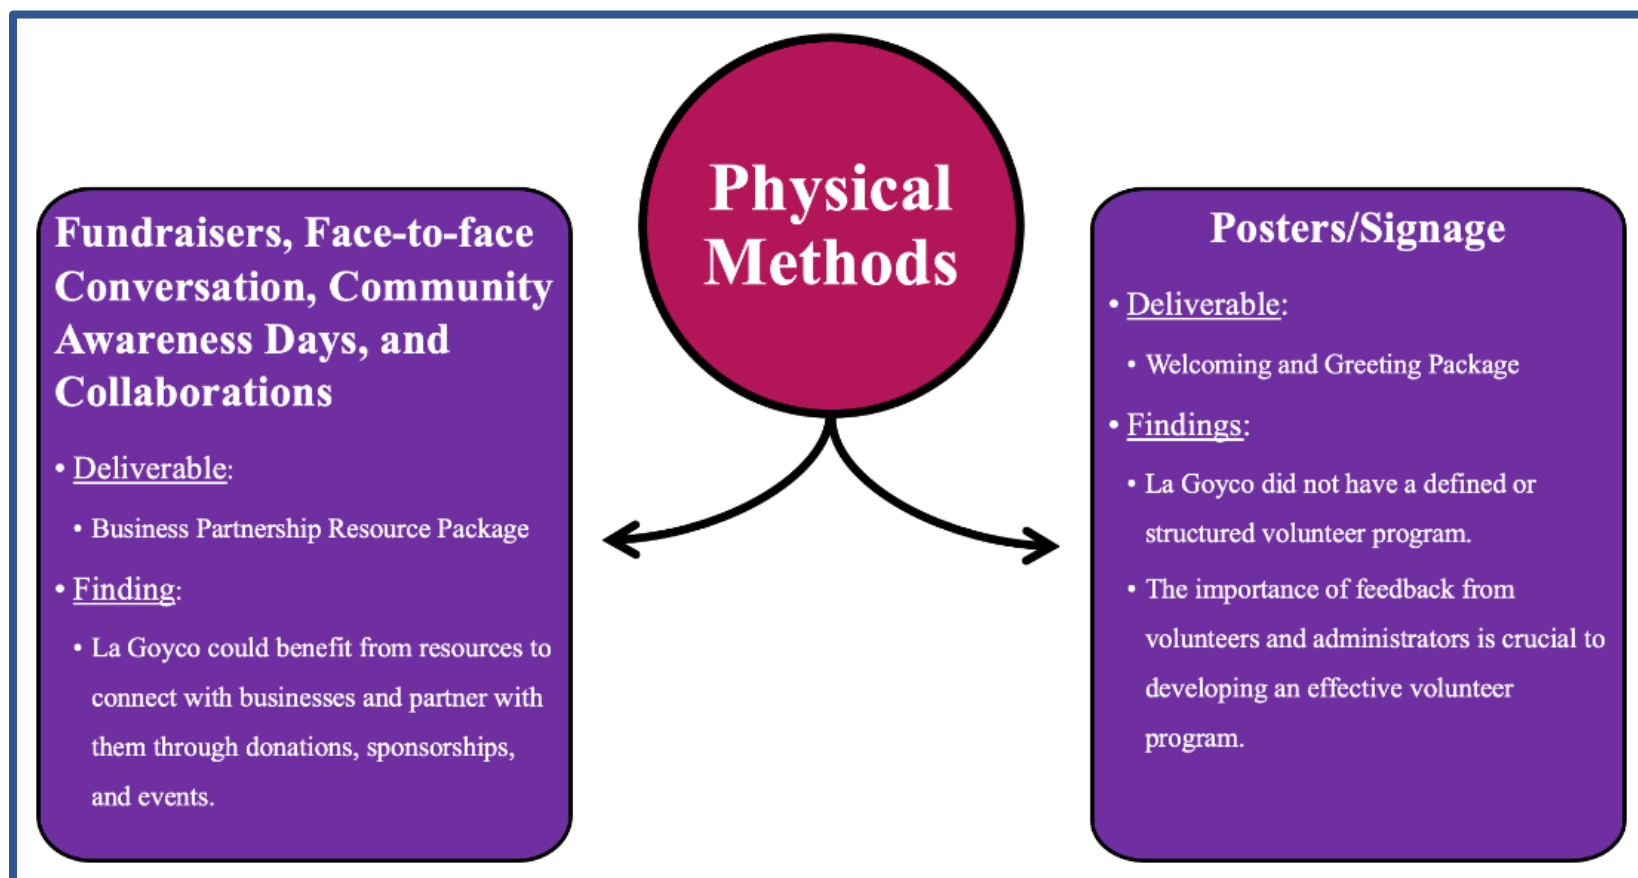 Physical
Methods
Fundraisers, Face-to-face
Conversation, Community
Awareness Days, and
Collaborations
• Deliverable:
• Business Partnership Resource Package
• Finding:
• La Goyco could benefit from resources to
connect with businesses and partner with
them through donations, sponsorships,
and events.
Posters/Signage
• Deliverable:
• Welcoming and Greeting Package
• Findings:
• La Goyco did not have a defined or
structured volunteer program.
• The importance of feedback from
volunteers and administrators is crucial to
developing an effective volunteer
program.